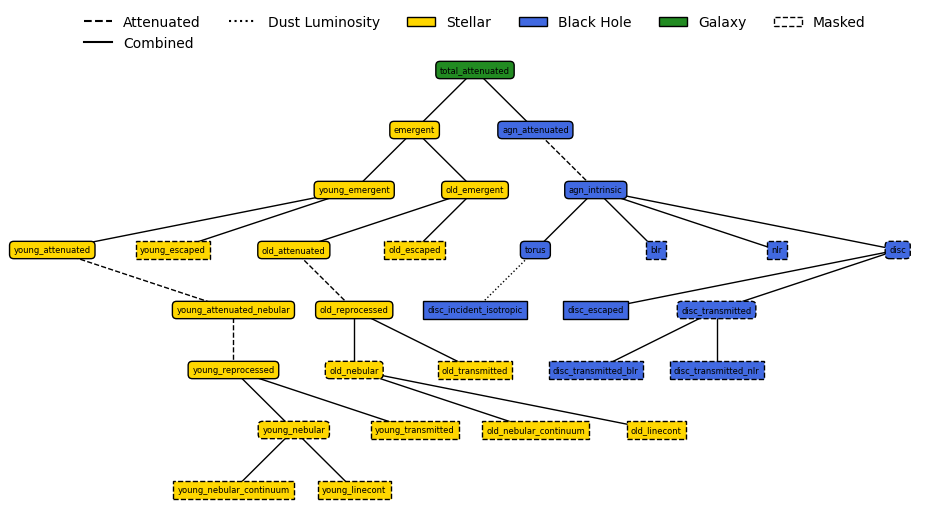 Attenuated Dust Luminosity Stellar Black Hole Galaxy Masked
Combined
total_attenuated
emergent agn_attenuated
young_emergent old_emergent agn_intrinsic
young_attenuated young_escaped old_attenuated old_escaped torus blr nlr disc
young_attenuated_nebular old_reprocessed disc_incident_isotropic disc_escaped disc_transmitted
young_reprocessed old_nebular old_transmitted disc_transmitted_blr disc_transmitted_nlr
young_nebular young_transmitted old_nebular_continuum old_linecont
young_nebular_continuum young_linecont